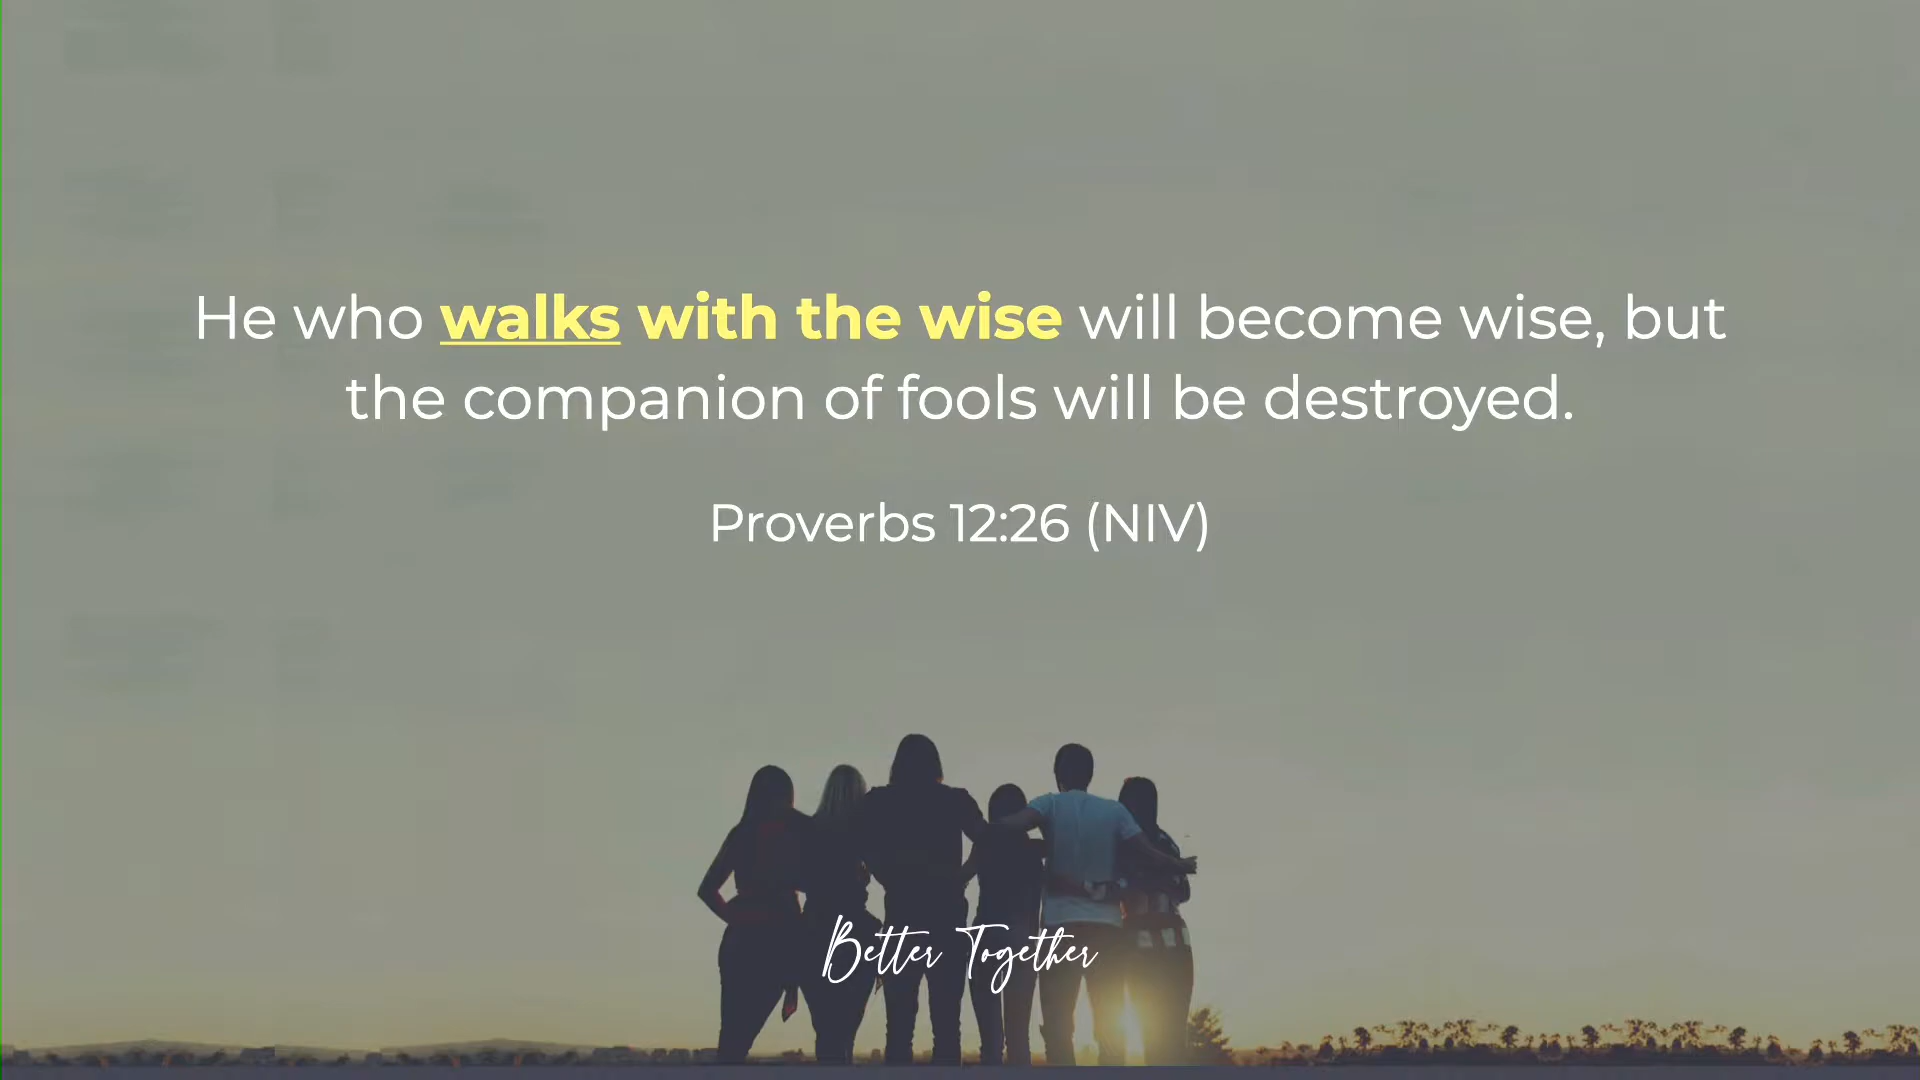 He who walks with the wise will become wise, but
the companion of fools will be destroyed.
Proverbs 12:26 (NIV)
Better Together